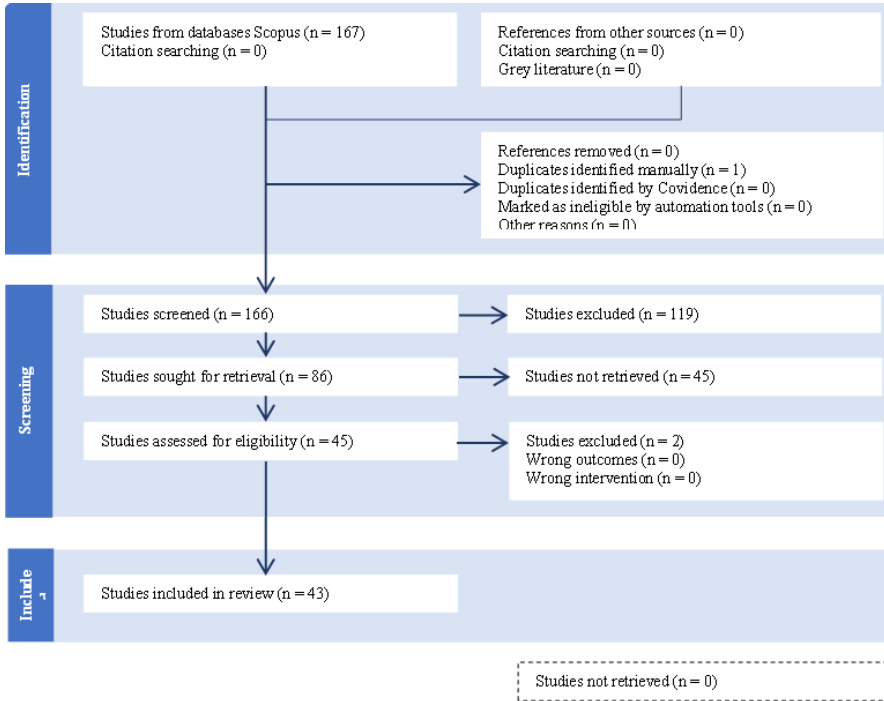 Identification
Studies from databases Scopus (n = 167)
Citation searching (n = 0)
References from other sources (n = 0)
Citation searching (n = 0)
Grey literature (n = 0)
References removed (n = 0)
Duplicates identified manually (n = 1)
Duplicates identified by Covidence (n = 0)
Marked as ineligible by automation tools (n = 0)
Other reasons (n = 0)
Screening
Studies screened (n = 166)
Studies excluded (n = 119)
Studies sought for retrieval (n = 86)
Studies not retrieved (n = 45)
Studies assessed for eligibility (n = 45)
Studies excluded (n = 2)
Wrong outcomes (n = 0)
Wrong intervention (n = 0)
Include
Studies included in review (n = 43)
Studies not retrieved (n = 0)